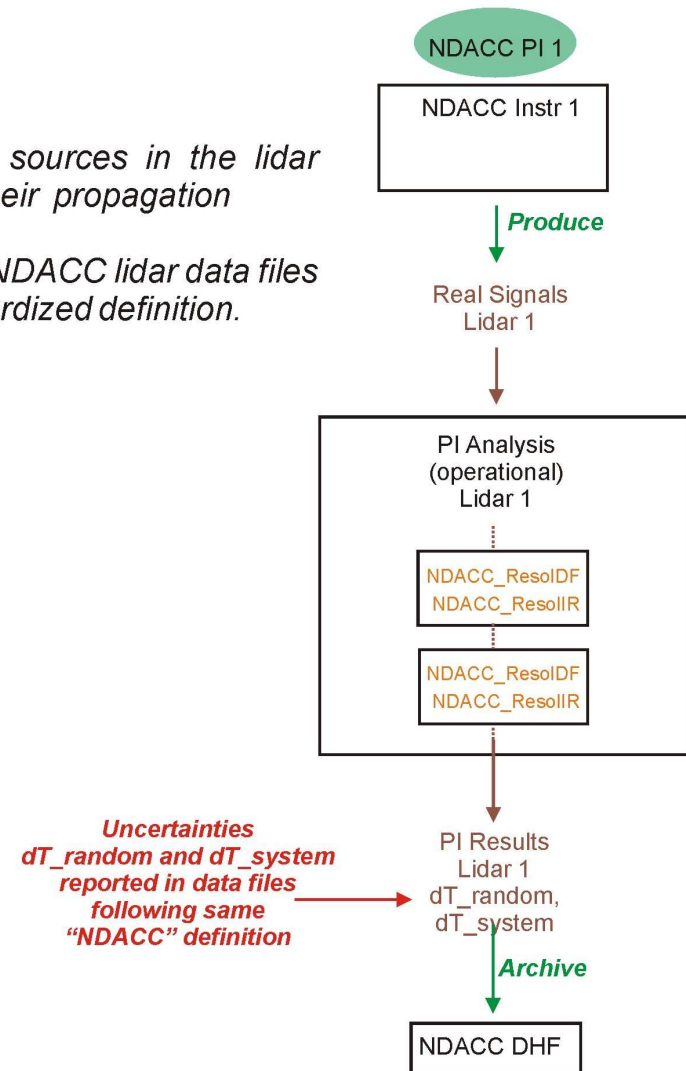 NDACC PI 1
NDACC Instr 1
sources in the lidar
eir propagation
NDACC lidar data files
rdized definition.
Produce
Real Signals
Lidar 1
PI Analysis
(operational)
Lidar 1
NDACC_ResolDF
NDACC_ResolIR
NDACC_ResolDF
NDACC_ResolIR
Uncertainties
dT_random and dT_system
reported in data files
following same
“NDACC” definition
PI Results
Lidar 1
dT_random,
dT_system
Archive
NDACC DHF